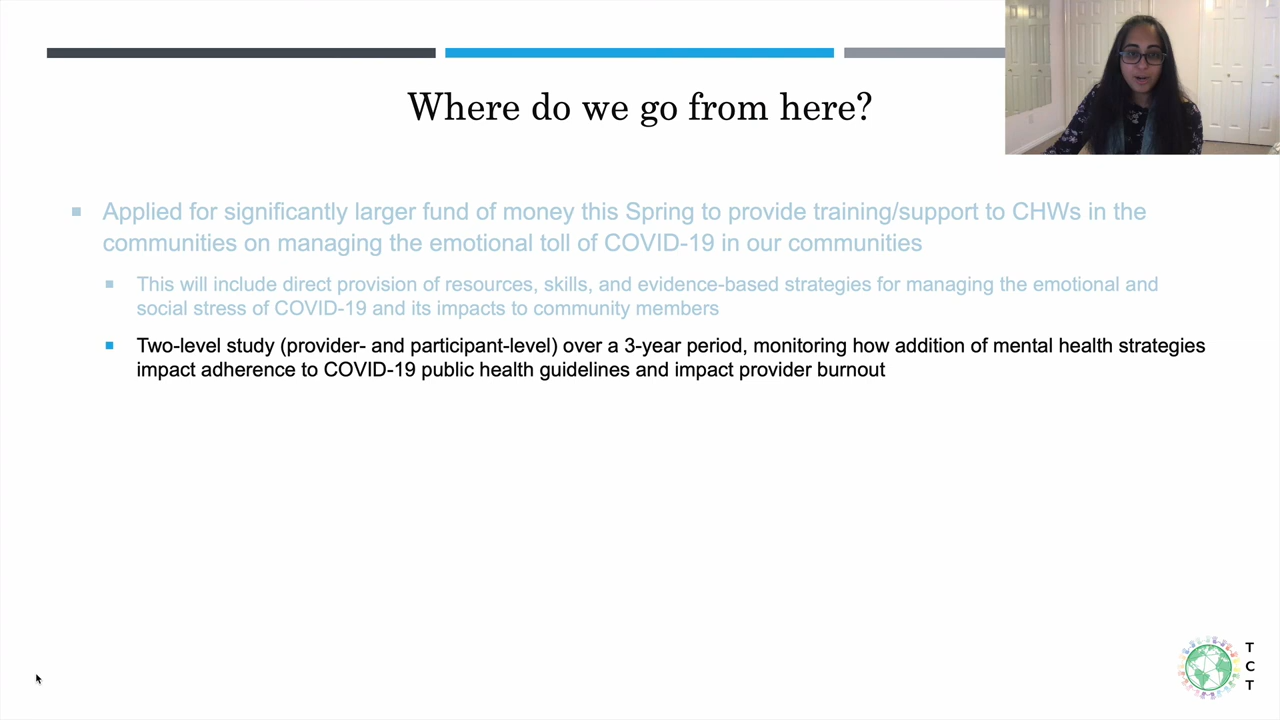 Where do we go from here?
Applied for significantly larger fund of money this Spring to provide training/support to CHWs in the
communities on managing the emotional toll of COVID-19 in our communities
This will include direct provision of resources, skills, and evidence-based strategies for managing the emotional and
social stress of COVID-19 and its impacts to community members
Two-level study (provider- and participant-level) over a 3-year period, monitoring how addition of mental health strategies
impact adherence to COVID-19 public health guidelines and impact provider burnout
T
C
T